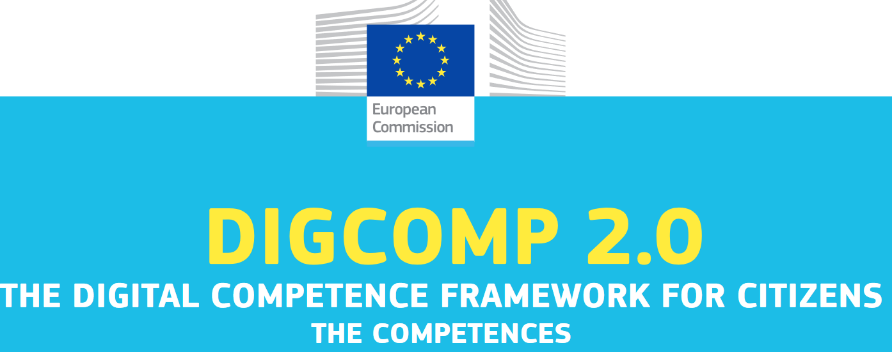 European
Commission
DIGCOMP 2.0
THE DIGITAL COMPETENCE FRAMEWORK FOR CITIZENS
THE COMPETENCES